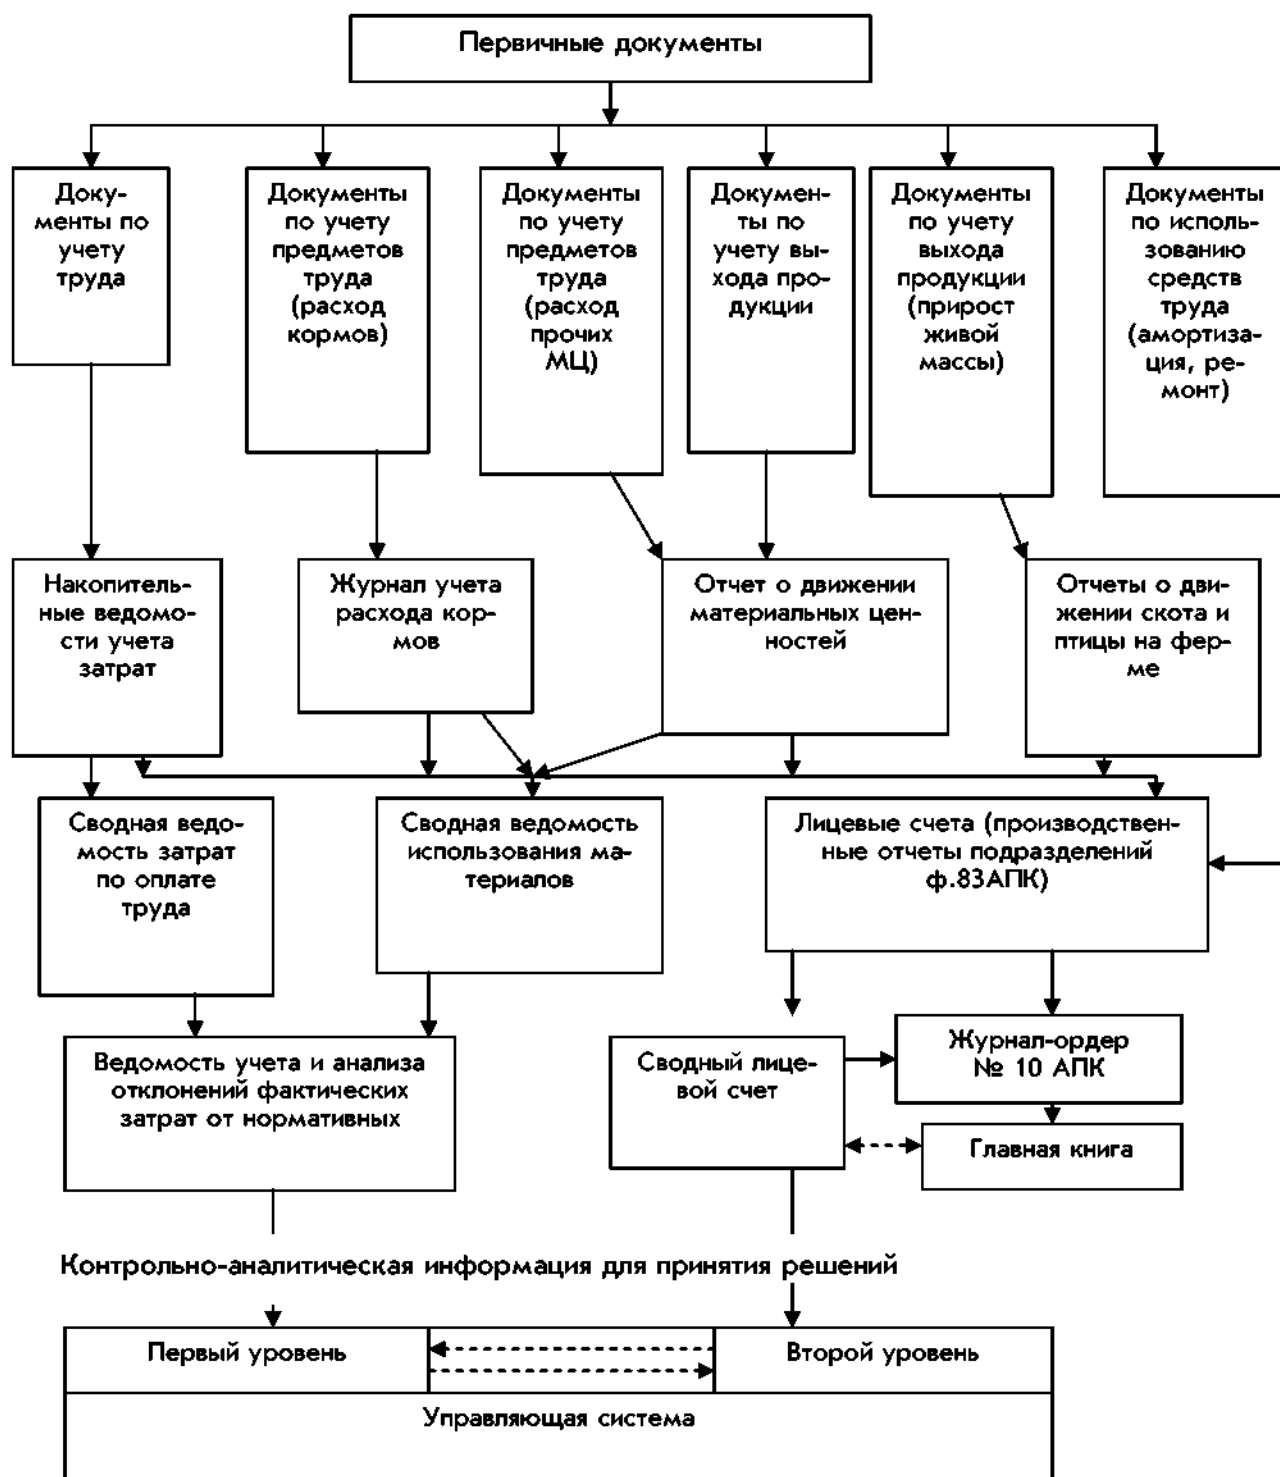 Первичные документы
Доку-
менты по
учету
труда
Документы
по учету
предметов
труда
(расход
кормов)
Документы
по учету
предметов
труда
(расход
прочих
МЦ)
Докумен-
ты по
учету вы-
хода про-
дукции
Документы
по учету
выхода
продукции
(прирост
живой
массы)
Документы
по исполь-
зованию
средств
труда
(амортиза-
ция, ре-
монт)
Накопитель-
ные ведомо-
сти учета
затрат
Журнал учета
расхода кор-
мов
Отчет о движении
материальных цен-
ностей
Отчеты о дви-
жении скота и
птицы на фер-
ме
Сводная ведо-
мость затрат
по оплате
труда
Сводная ведомость
использования ма-
териалов
Лицевые счета (производствен-
ные отчеты подразделений
ф.83АПК)
Ведомость учета и анализа
отклонений фактических
затрат от нормативных
Сводный лице-
вой счет
Журнал-ордер
№ 10 АПК
Главная книга
Контрольно-аналитическая информация для принятия решений
Первый уровень
Второй уровень
Управляющая система